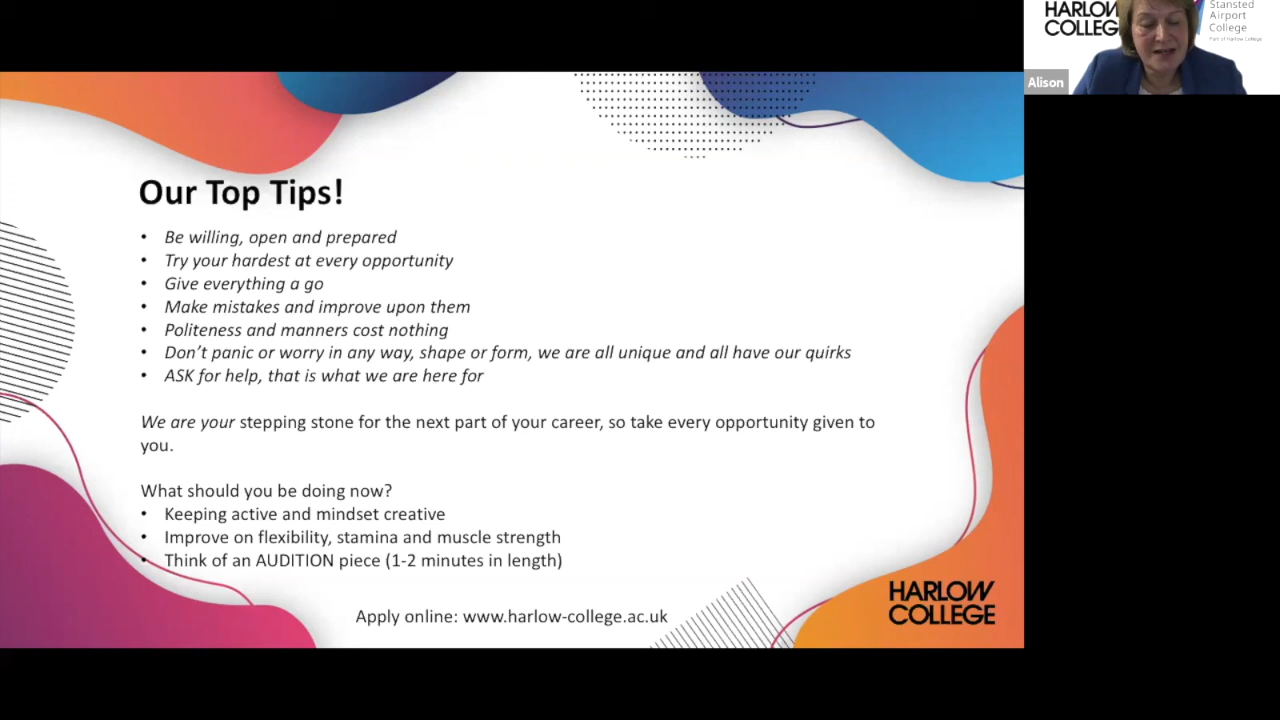 HARLOW
COLLEG
Stansted
Airport
College
Part of Harlow College
Alison
Our Top Tips!
• Be willing, open and prepared
• Try your hardest at every opportunity
• Give everything a go
• Make mistakes and improve upon them
• Politeness and manners cost nothing
• Don’t panic or worry in any way, shape or form, we are all unique and all have our quirks
• ASK for help, that is what we are here for
We are your stepping stone for the next part of your career, so take every opportunity given to
you.
What should you be doing now?
• Keeping active and mindset creative
• Improve on flexibility, stamina and muscle strength
• Think of an AUDITION piece (1-2 minutes in length)
Apply online: www.harlow-college.ac.uk
HARLOW
COLLEGE